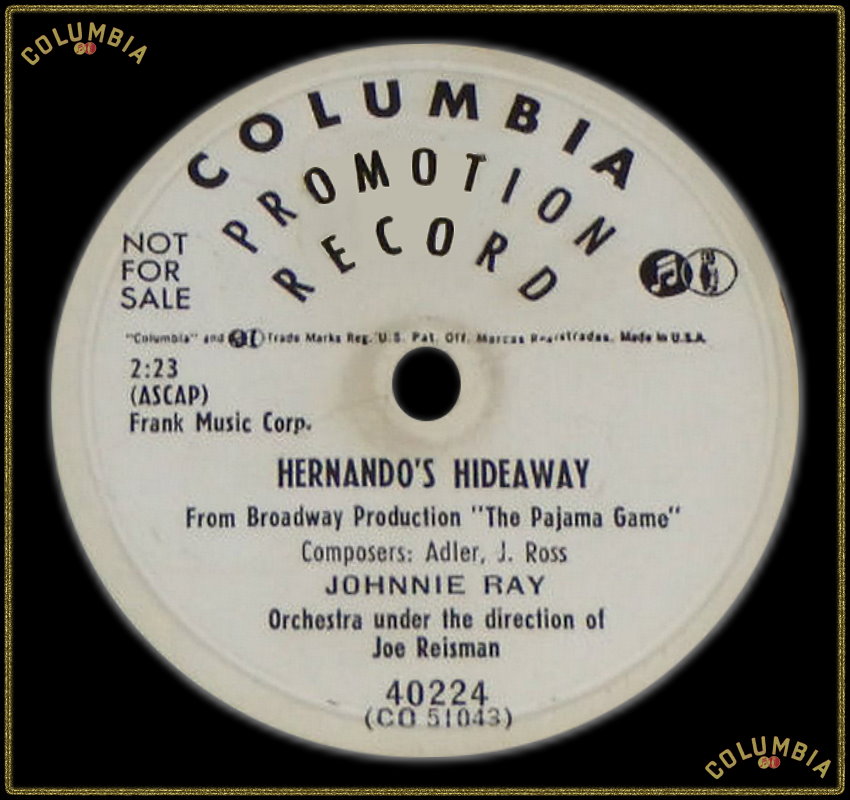 COLUMBIA
COLUMBIA
PROMOTION
RECORD
NOT
FOR
SALE
"Columbia" and Trade Marks Reg. U.S. Pat. Off. Marcas Registradas. Made in U.S.A.
2:23
(ASCAP)
Frank Music Corp.
HERNANDO'S HIDEAWAY
From Broadway Production "The Pajama Game"
Composers: Adler, J. Ross
JOHNNIE RAY
Orchestra under the direction of
Joe Reisman
40224
(CO 51043)
COLUMBIA